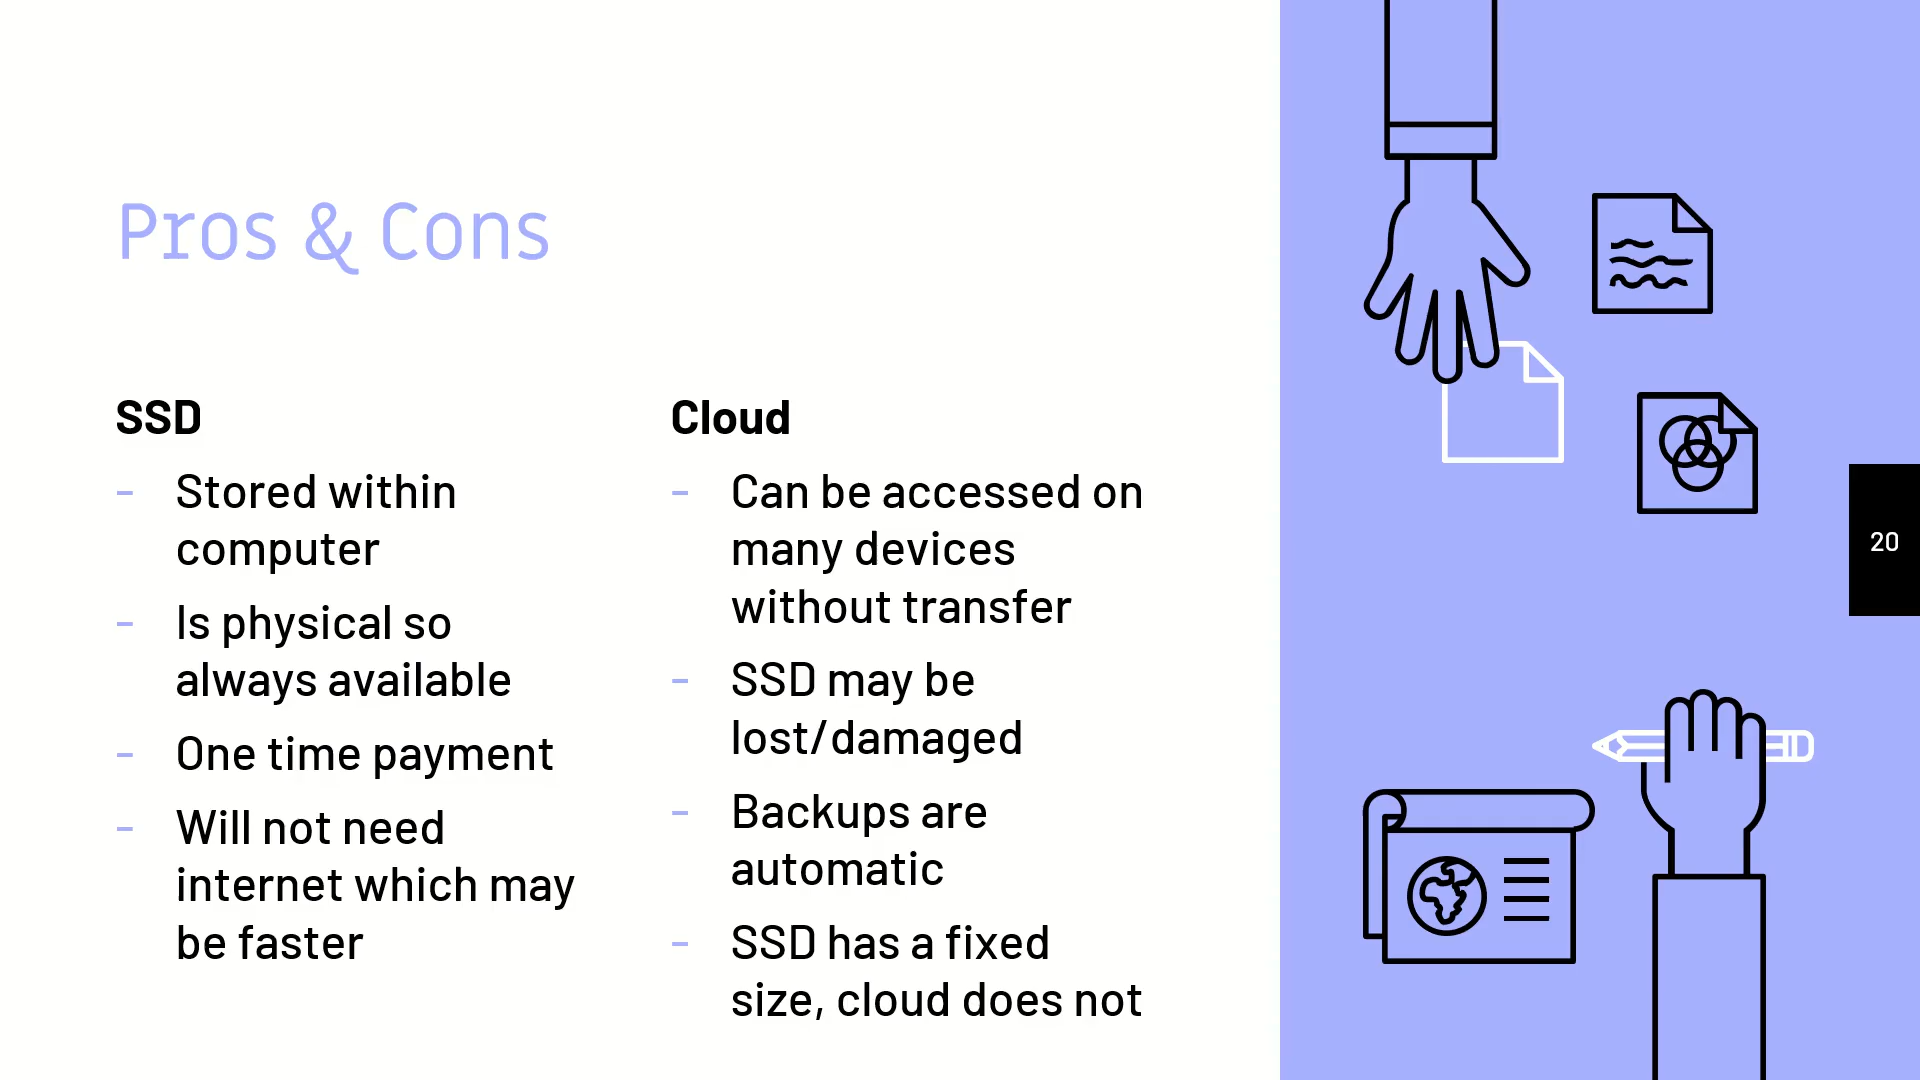 Pros & Cons
SSD
- Stored within
computer
- Is physical so
always available
- One time payment
- Will not need
internet which may
be faster
Cloud
- Can be accessed on
many devices
without transfer
- SSD may be
lost/damaged
- Backups are
automatic
- SSD has a fixed
size, cloud does not
20